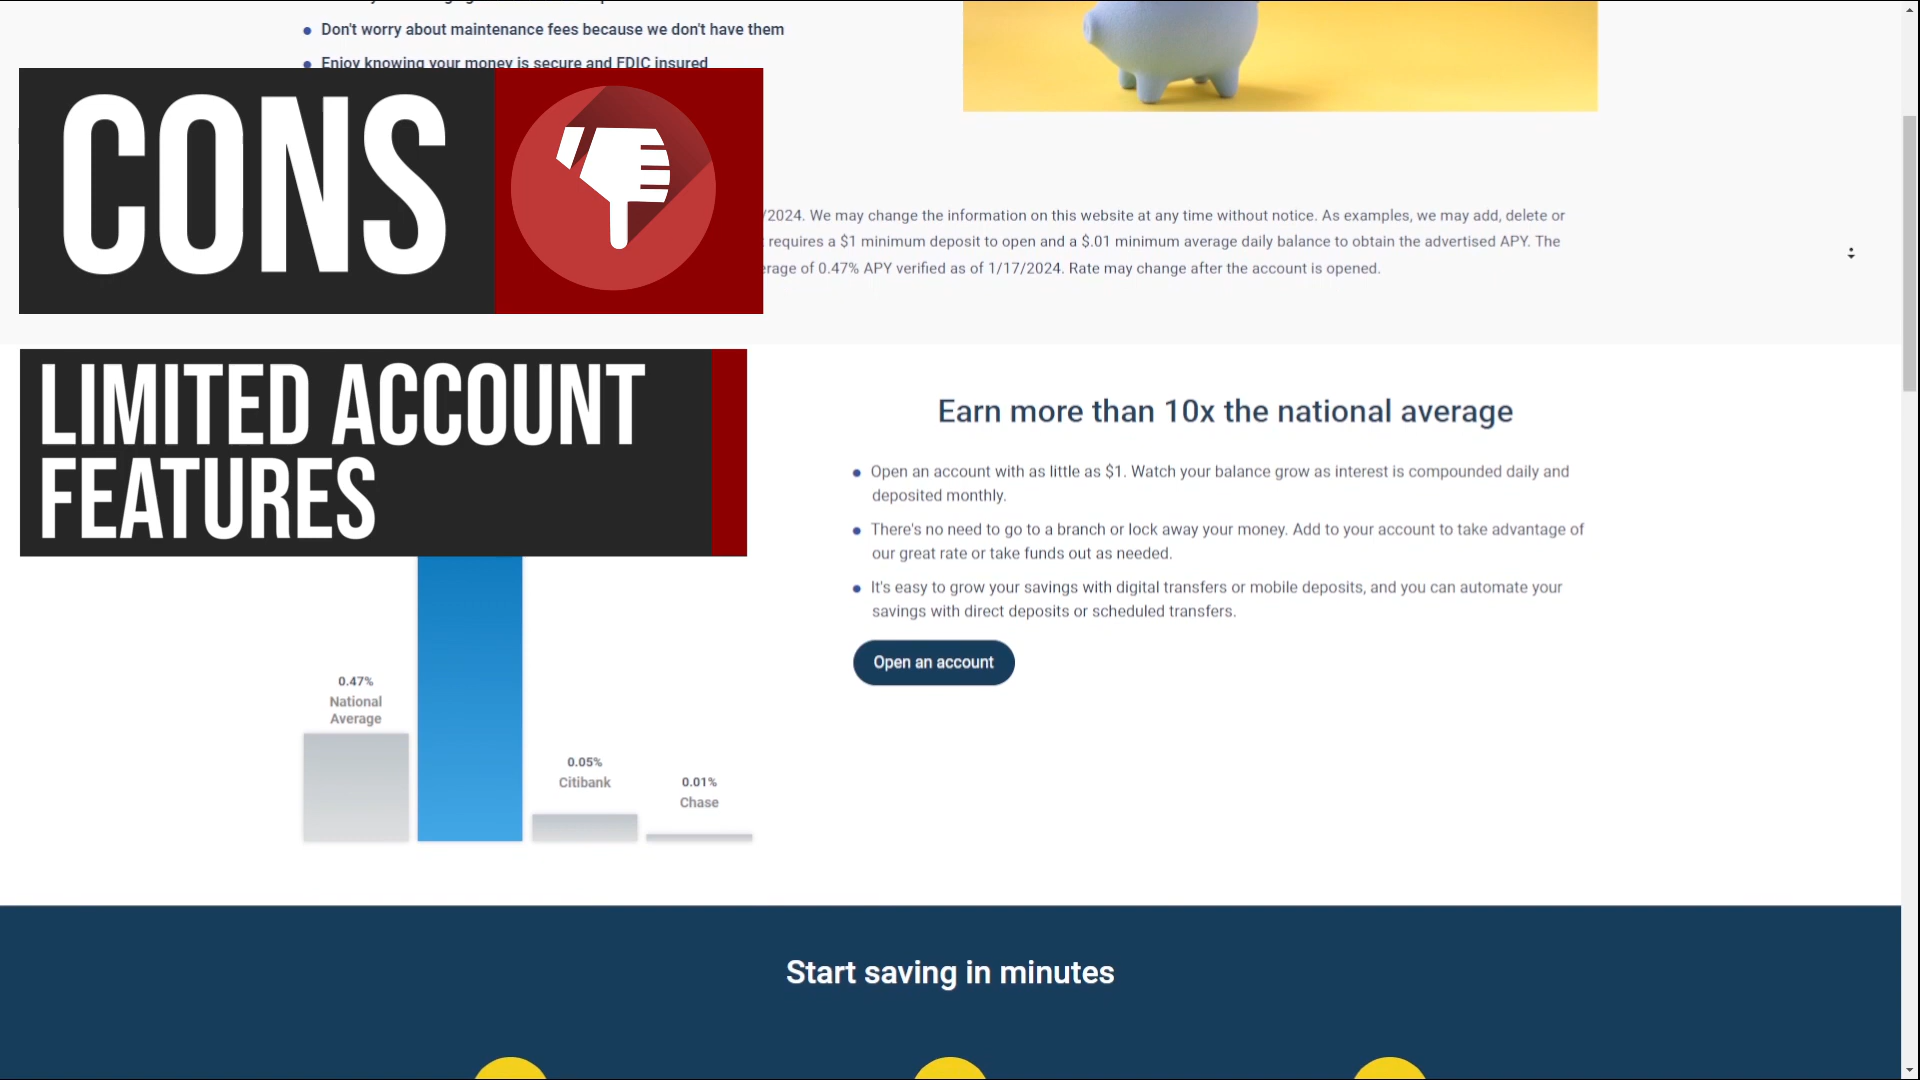 Don't worry about maintenance fees because we don't have them
Enjoy knowing your money is secure and FDIC insured
CONS
/2024. We may change the information on this website at any time without notice. As examples, we may add, delete or
requires a $1 minimum deposit to open and a $.01 minimum average daily balance to obtain the advertised APY. The
erage of 0.47% APY verified as of 1/17/2024. Rate may change after the account is opened.
LIMITED ACCOUNT
FEATURES
Earn more than 10x the national average
Open an account with as little as $1. Watch your balance grow as interest is compounded daily and
deposited monthly.
There's no need to go to a branch or lock away your money. Add to your account to take advantage of
our great rate or take funds out as needed.
It's easy to grow your savings with digital transfers or mobile deposits, and you can automate your
savings with direct deposits or scheduled transfers.
Open an account
0.47%
National
Average
0.05%
Citibank
0.01%
Chase
Start saving in minutes